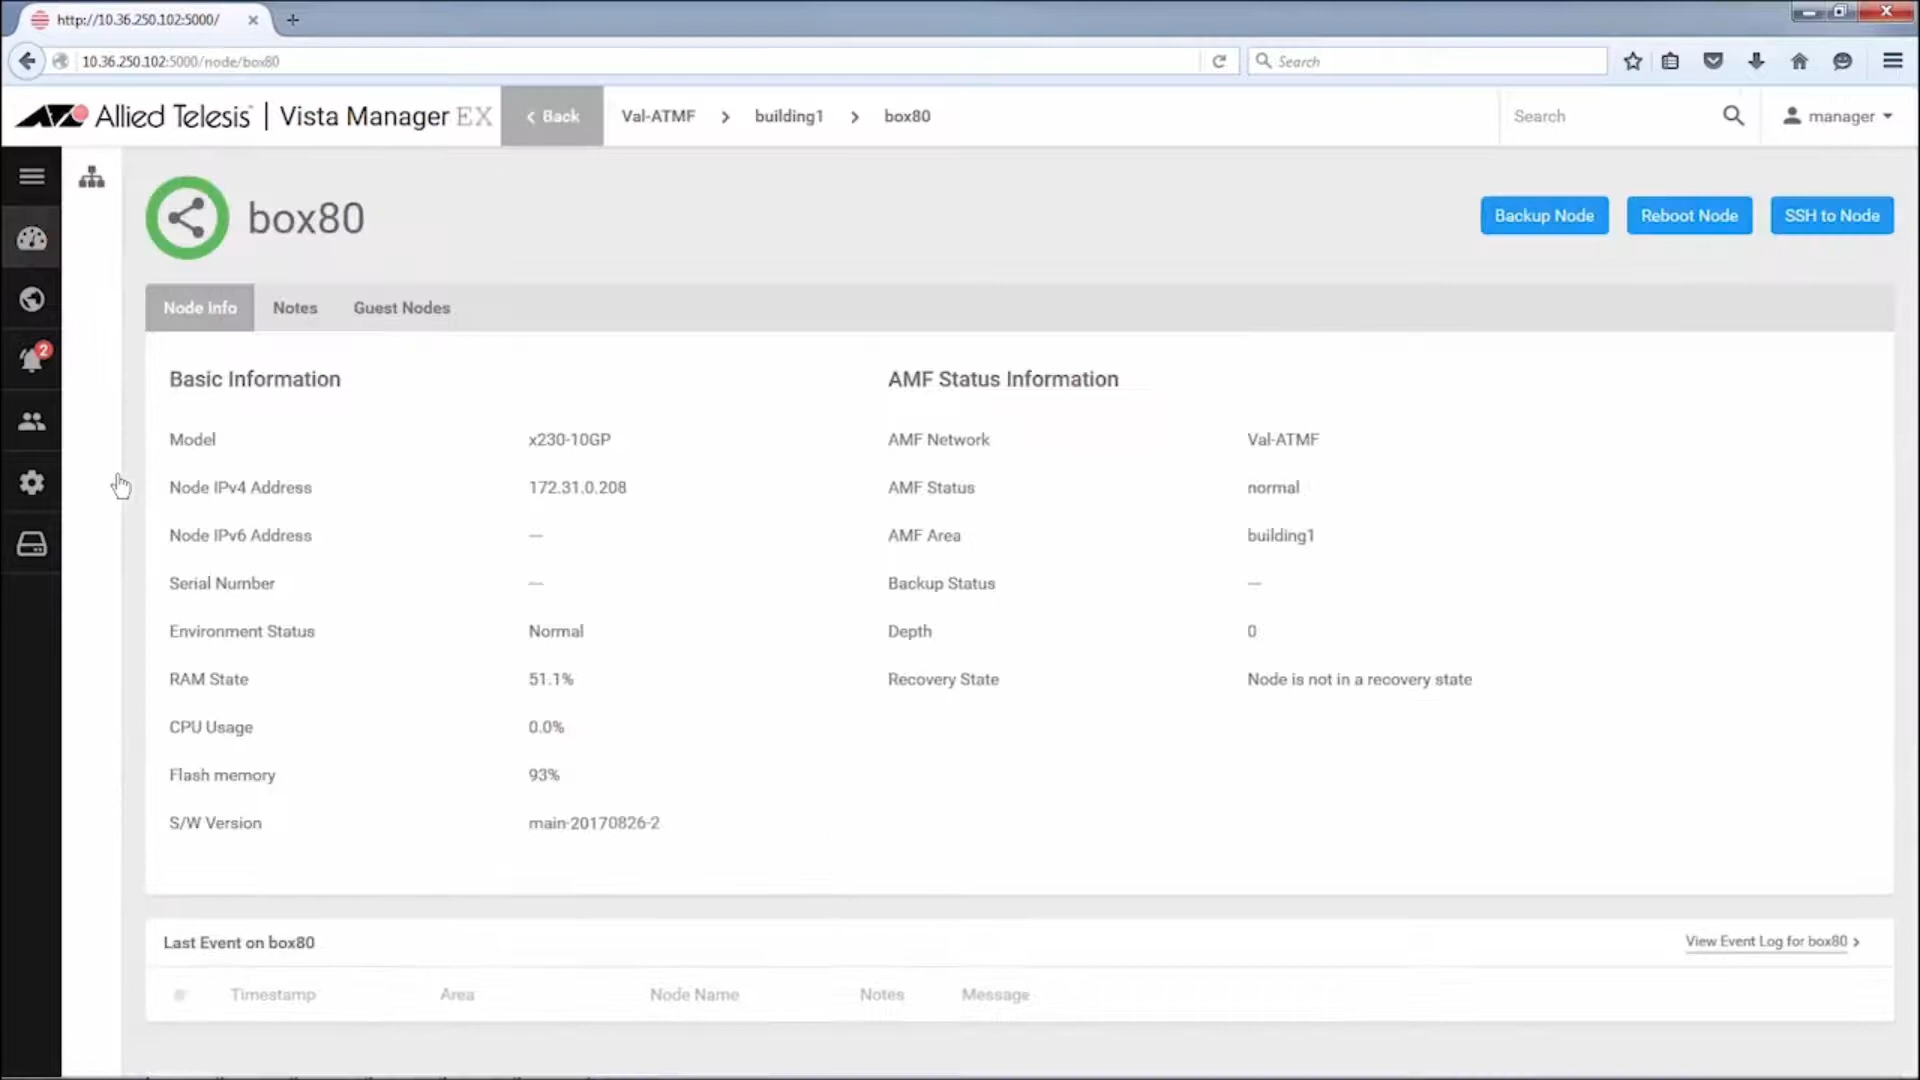 http://10.36.250.102:5000/
10.36.250.102:5000/node/box80
Search
Allied Telesis | Vista Manager EX
Back
Val-ATMF > building1 > box80
Search
manager
2
box80
Backup Node
Reboot Node
SSH to Node
Node Info
Notes
Guest Nodes
Basic Information
AMF Status Information
Model x230-10GP AMF Network Val-ATMF
Node IPv4 Address 172.31.0.208 AMF Status normal
Node IPv6 Address — AMF Area building1
Serial Number — Backup Status —
Environment Status Normal Depth 0
RAM State 51.1% Recovery State Node is not in a recovery state
CPU Usage 0.0%
Flash memory 93%
S/W Version main-20170826-2
Last Event on box80
View Event Log for box80 >
Timestamp Area Node Name Notes Message